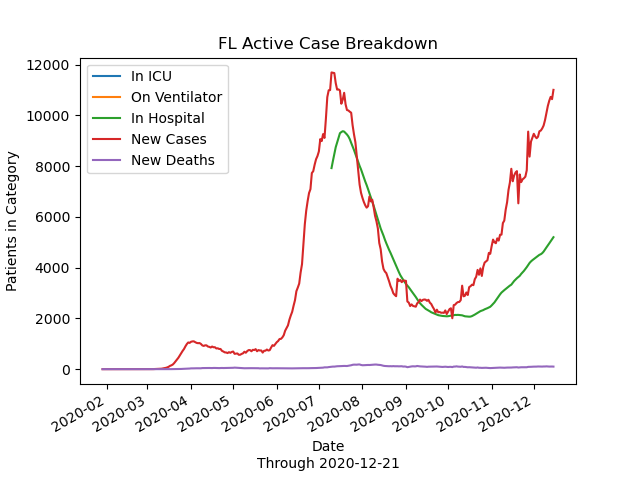 FL Active Case Breakdown
In ICU
On Ventilator
In Hospital
New Cases
New Deaths
Patients in Category
12000
10000
8000
6000
4000
2000
0
2020-02
2020-03
2020-04
2020-05
2020-06
2020-07
2020-08
2020-09
2020-10
2020-11
2020-12
Date
Through 2020-12-21